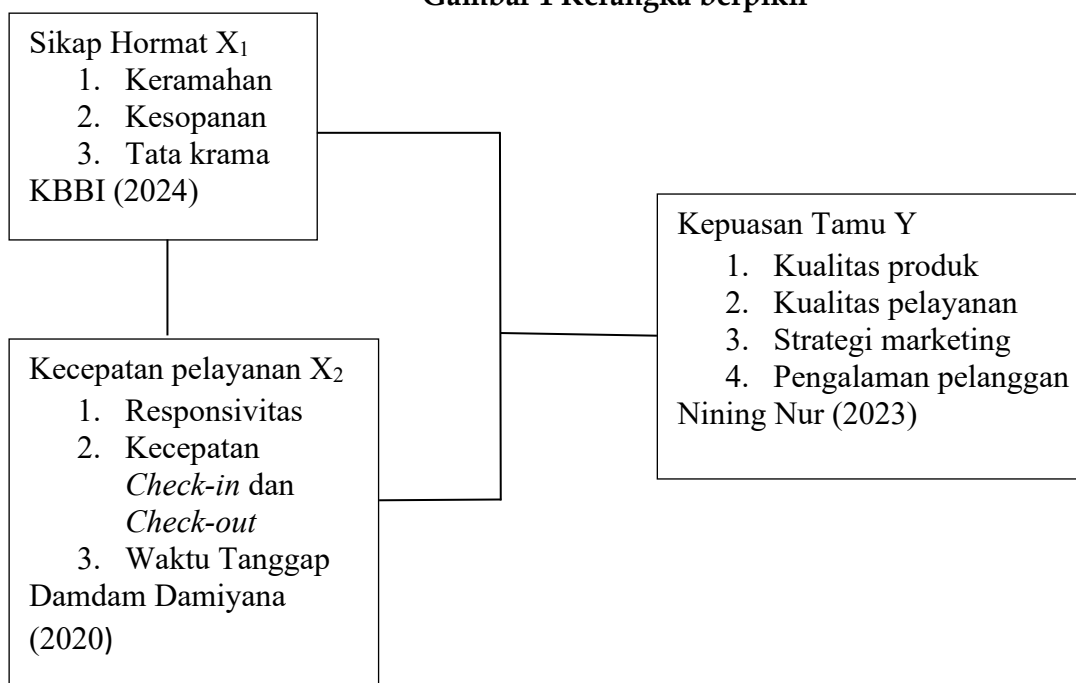 Gambar 1 Kerangka berpikir
Sikap Hormat X₁
1. Keramahan
2. Kesopanan
3. Tata krama
KBBI (2024)
Kecepatan pelayanan X₂
1. Responsivitas
2. Kecepatan
Check-in dan
Check-out
3. Waktu Tanggap
Damdam Damiyana
(2020)
Kepuasan Tamu Y
1. Kualitas produk
2. Kualitas pelayanan
3. Strategi marketing
4. Pengalaman pelanggan
Nining Nur (2023)